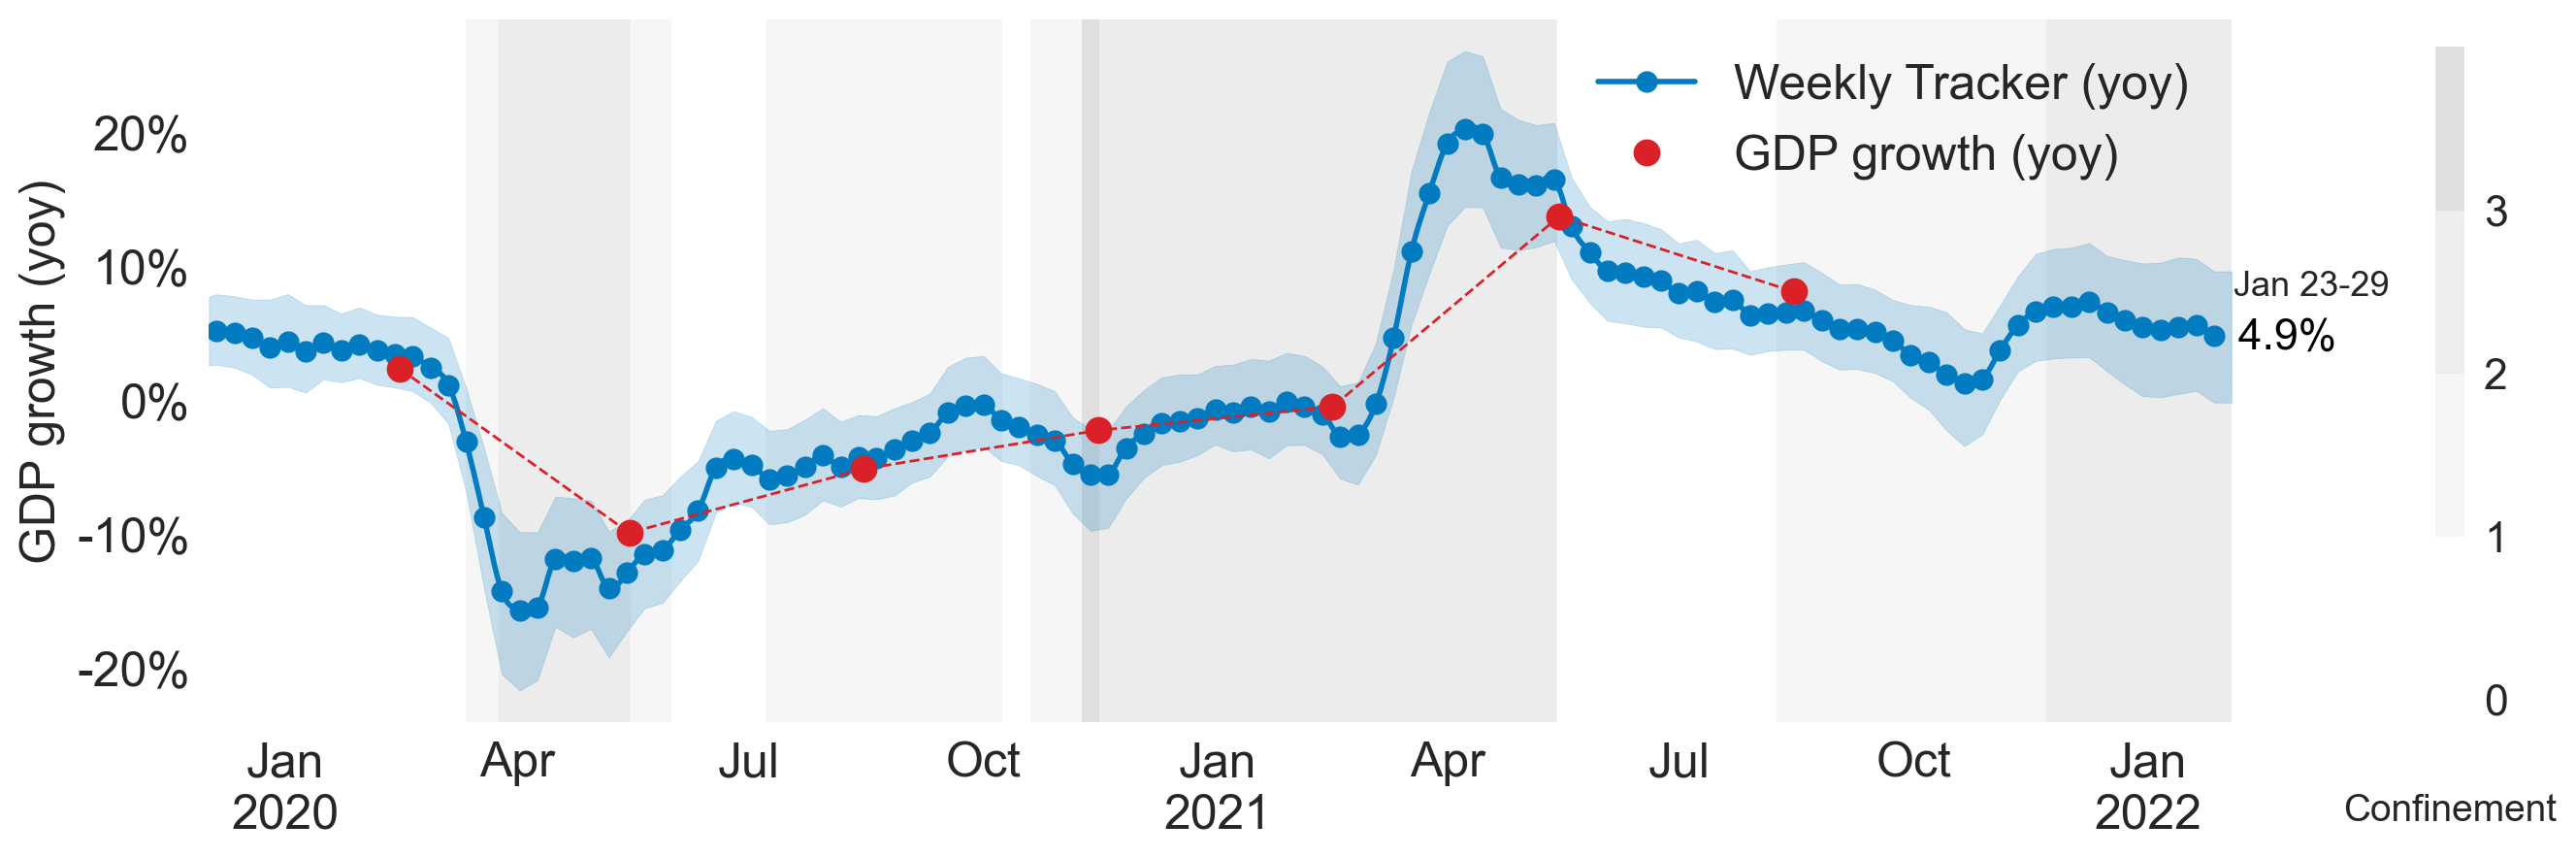 Weekly Tracker (yoy)
GDP growth (yoy)
GDP growth (yoy)
20%
10%
0%
-10%
-20%
Jan 23-29
4.9%
3
2
1
0
Jan Apr Jul Oct Jan Apr Jul Oct Jan
2020 2021 2022
Confinement